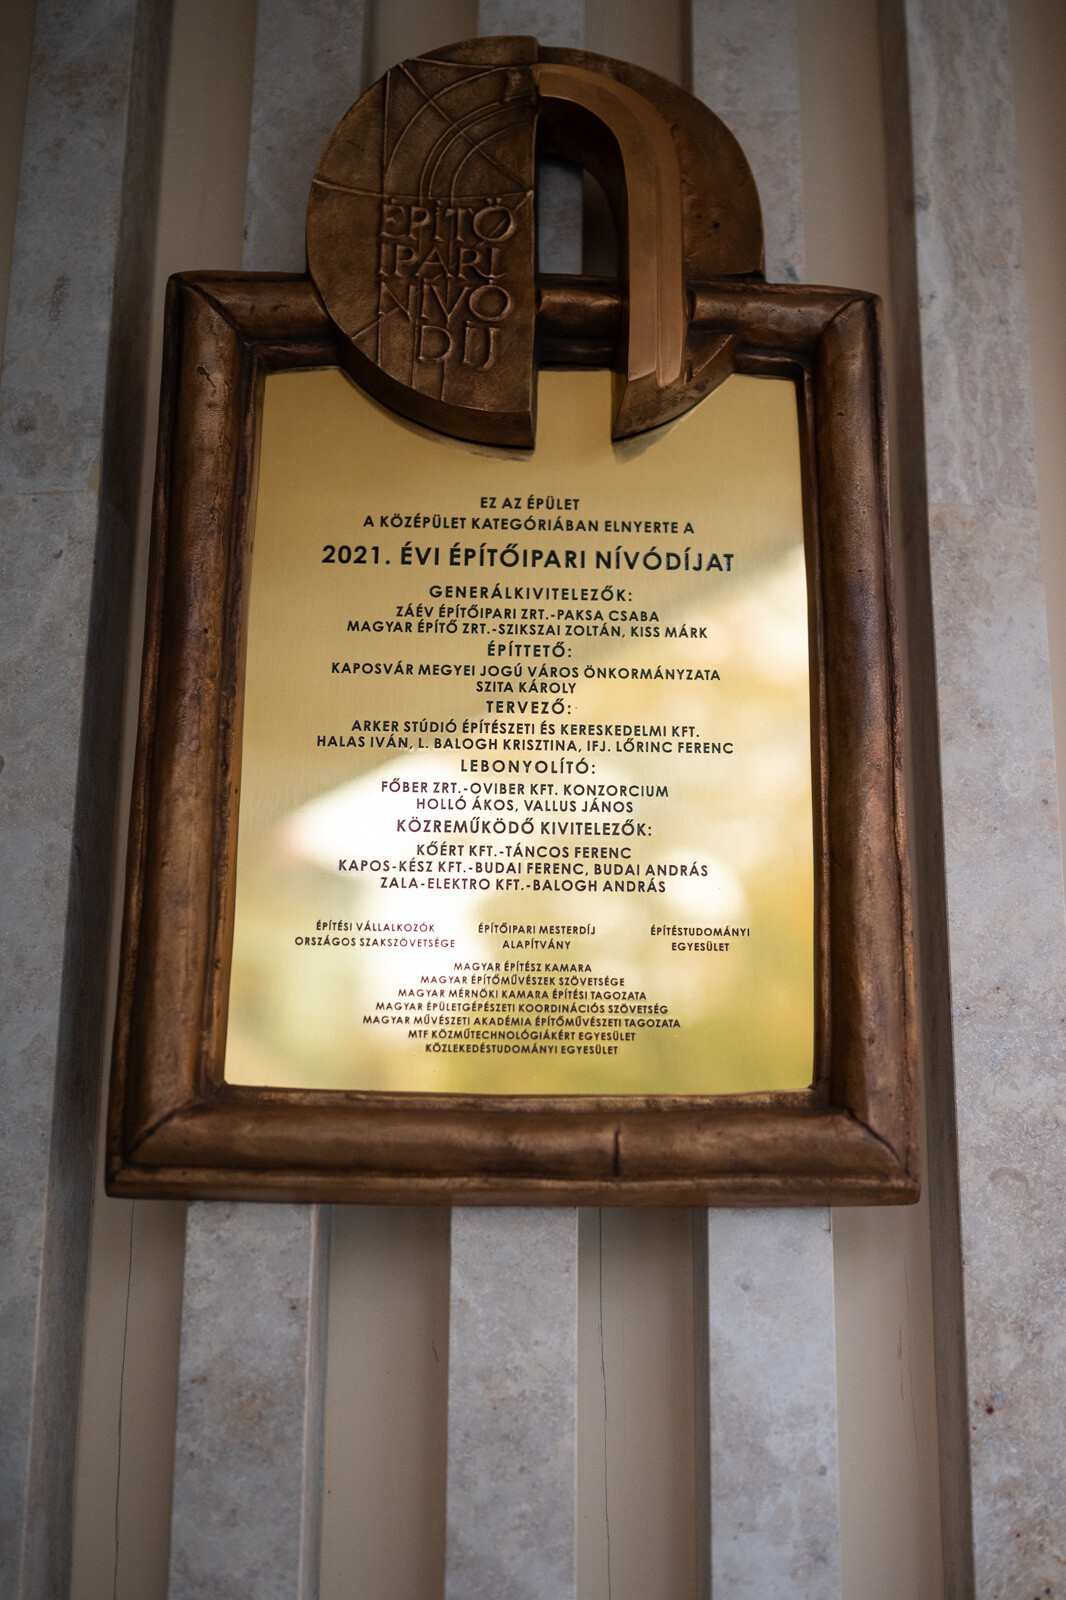 ÉPÍTŐ
IPARI
NÍVÓ
DÍJ
EZ AZ ÉPÜLET
A KÖZÉPÜLET KATEGÓRIÁBAN ELNYERTE A
2021. ÉVI ÉPÍTŐIPARI NÍVÓDÍJAT
GENERÁLKIVITELEZŐK:
ZÁÉV ÉPÍTŐIPARI ZRT.-PAKSA CSABA
MAGYAR ÉPÍTŐ ZRT.-SZIKSZAI ZOLTÁN, KISS MÁRK
ÉPÍTTETŐ:
KAPOSVÁR MEGYEI JOGÚ VÁROS ÖNKORMÁNYZATA
SZITA KÁROLY
TERVEZŐ:
ARKER STÚDIÓ ÉPÍTÉSZETI ÉS KERESKEDELMI KFT.
HALAS IVÁN, L. BALOGH KRISZTINA, IFJ. LŐRINC FERENC
LEBONYOLÍTÓ:
FŐBER ZRT.-OVIBER KFT. KONZORCIUM
HOLLÓ ÁKOS, VALLUS JÁNOS
KÖZREMŰKÖDŐ KIVITELEZŐK:
KŐÉRT KFT.-TÁNCOS FERENC
KAPOS-KÉSZ KFT.-BUDAI FERENC, BUDAI ANDRÁS
ZALA-ELEKTRO KFT.-BALOGH ANDRÁS
ÉPÍTÉSI VÁLLALKOZÓK
ORSZÁGOS SZAKSZÖVETSÉGE
ÉPÍTŐIPARI MESTERDÍJ
ALAPÍTVÁNY
ÉPÍTÉSTUDOMÁNYI
EGYESÜLET
MAGYAR ÉPÍTÉSZ KAMARA
MAGYAR ÉPÍTŐMŰVÉSZEK SZÖVETSÉGE
MAGYAR MÉRNÖKI KAMARA ÉPÍTÉSI TAGOZATA
MAGYAR ÉPÜLETGÉPÉSZETI KOORDINÁCIÓS SZÖVETSÉG
MAGYAR MŰVÉSZETI AKADÉMIA ÉPÍTŐMŰVÉSZETI TAGOZATA
MTF KÖZMŰTECHNOLÓGIÁKÉRT EGYESÜLET
KÖZLEKEDÉSTUDOMÁNYI EGYESÜLET